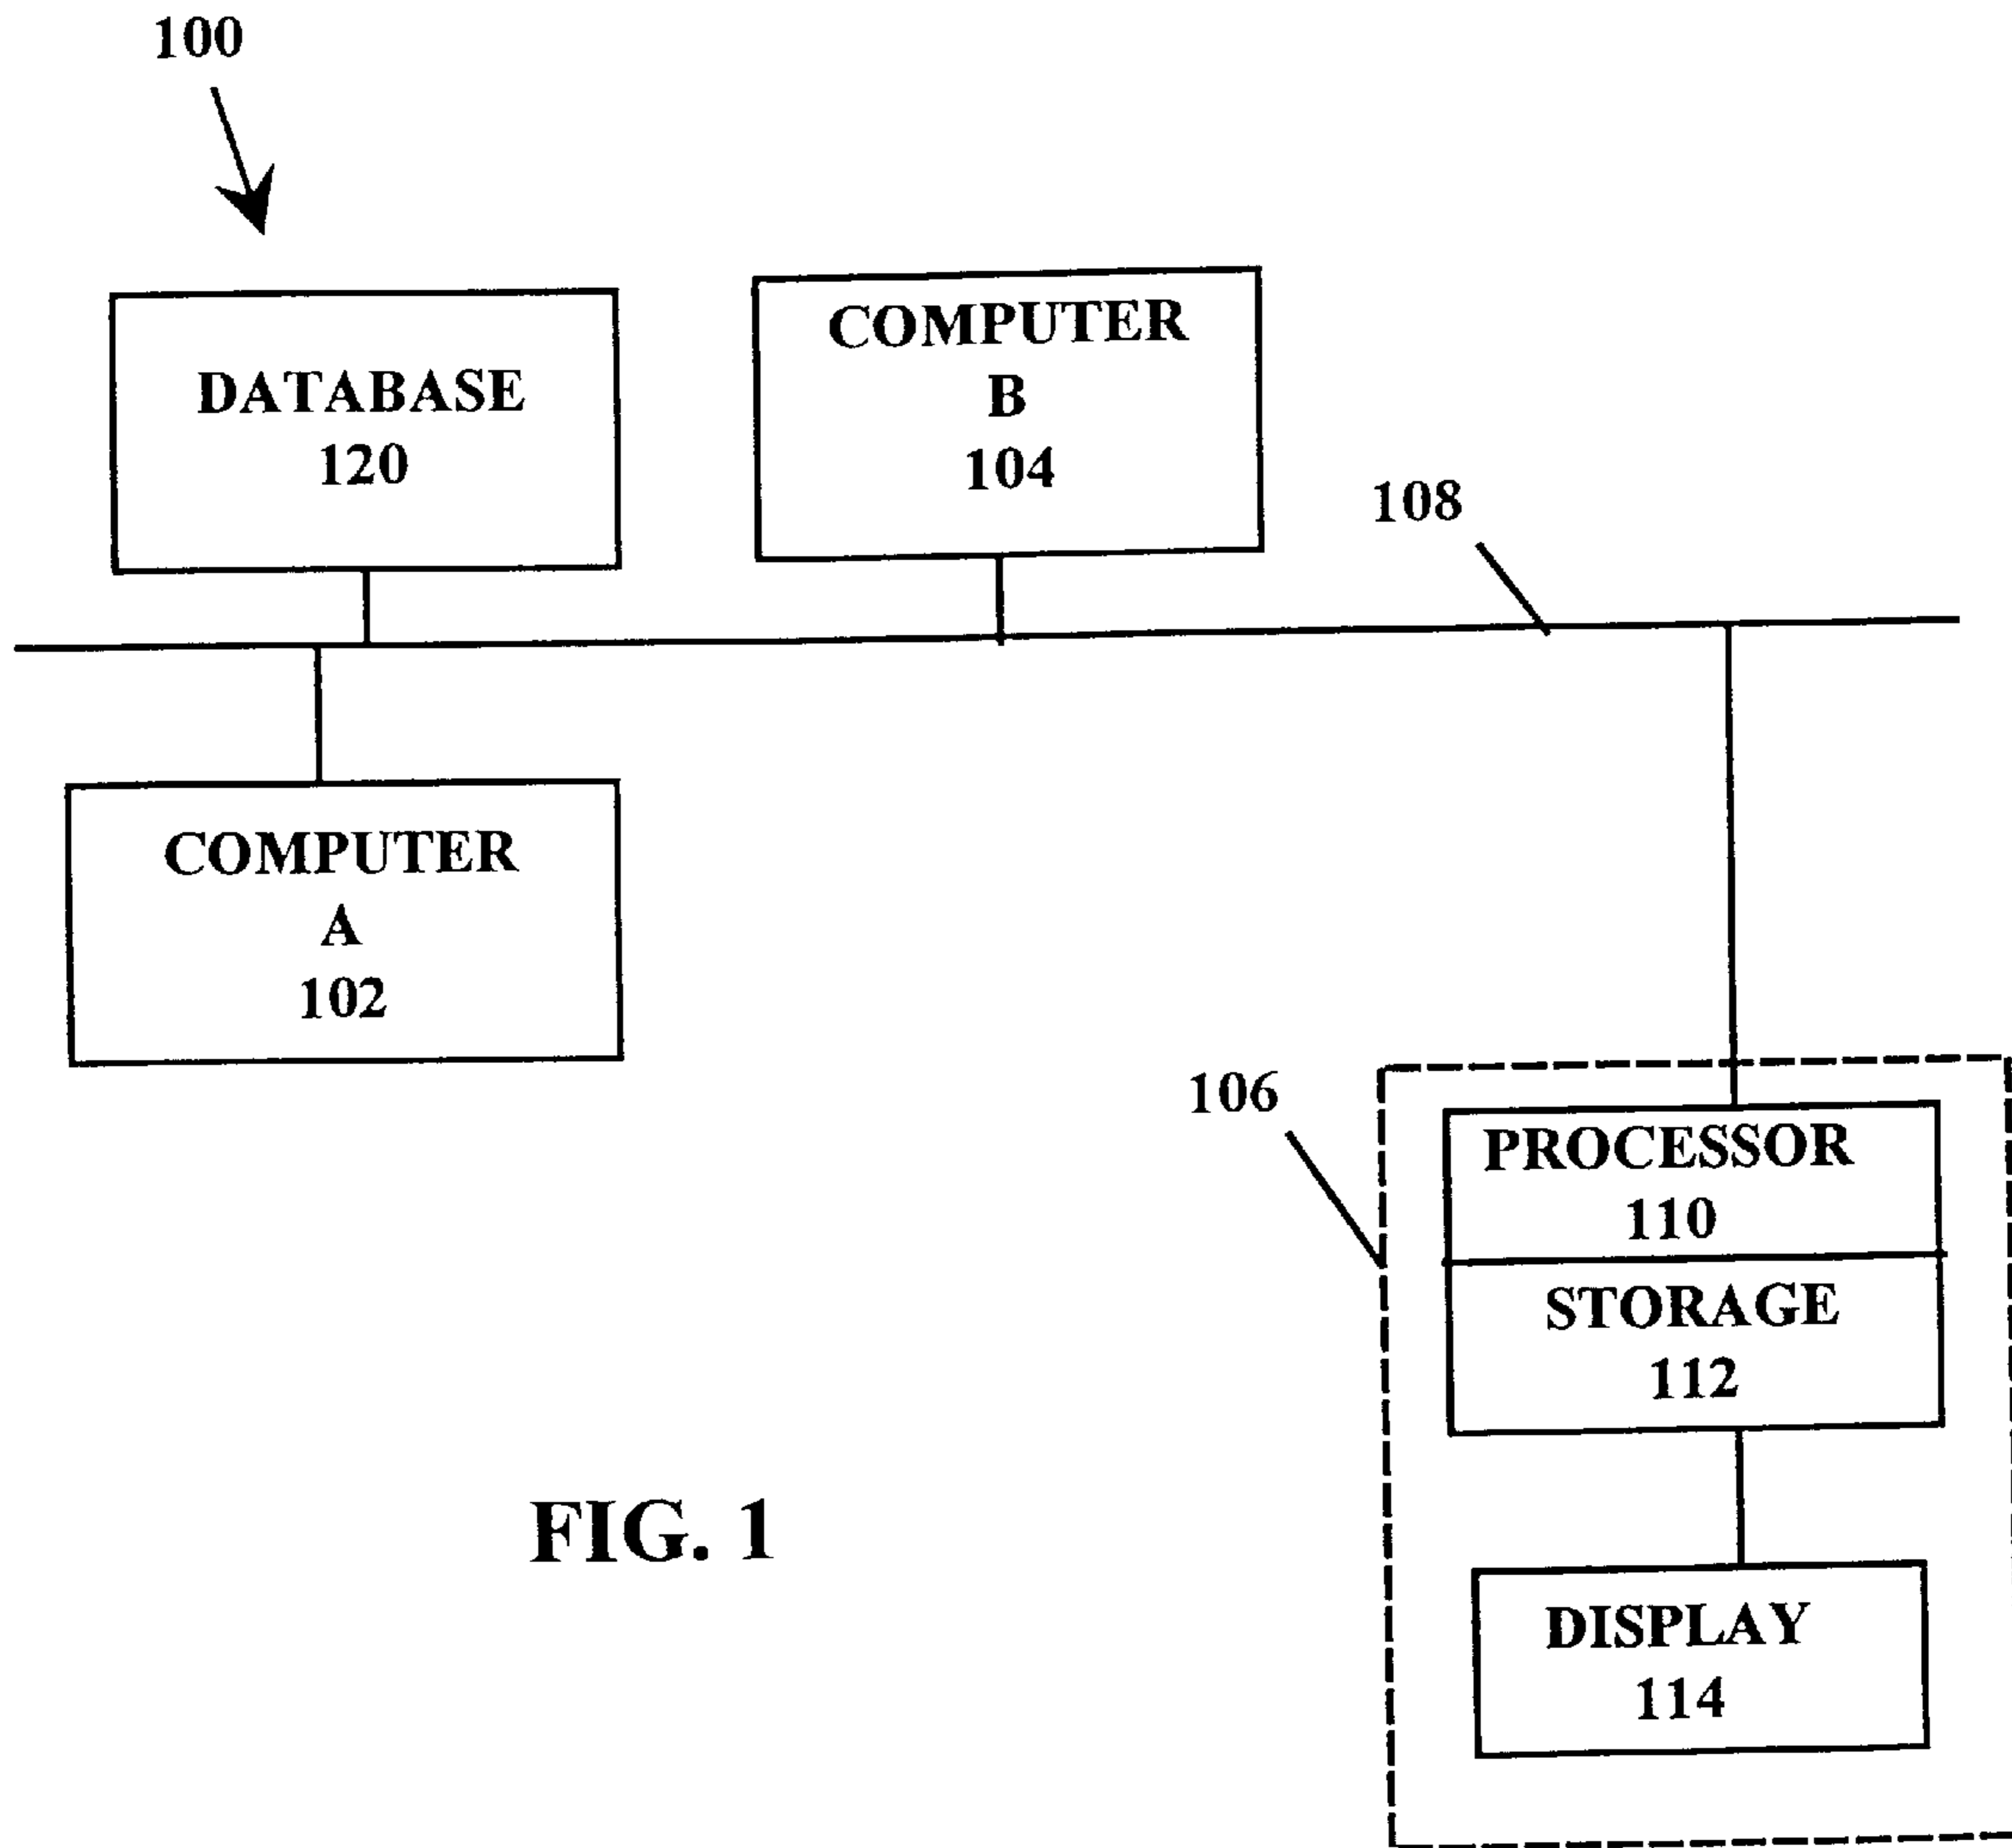 100
DATABASE
120
COMPUTER
B
104
108
COMPUTER
A
102
106
PROCESSOR
110
STORAGE
112
DISPLAY
114
FIG. 1